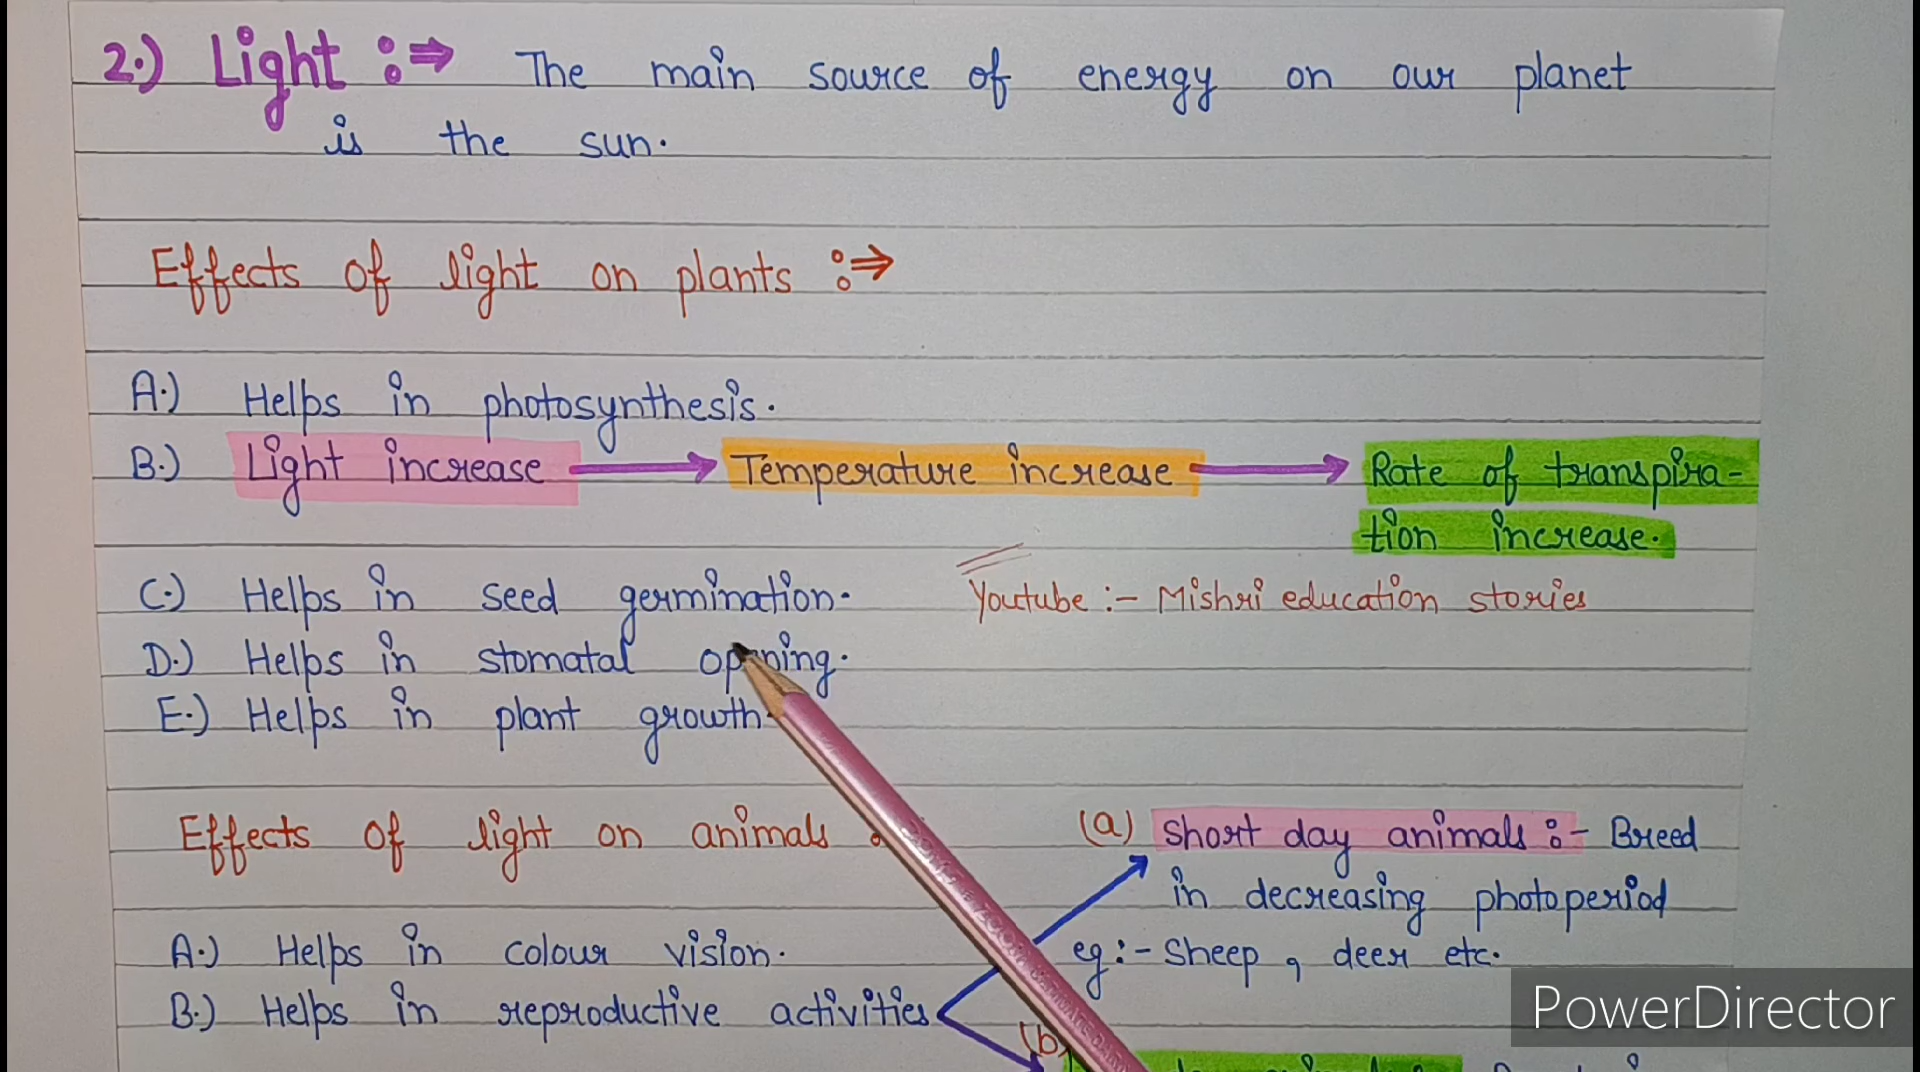 2.) Light :⇒ The main source of energy on our planet
is the sun.
Effects of light on plants :⇒
A.) Helps in photosynthesis.
B.) Light increase → Temperature increase → Rate of transpira-
tion increase.
C.) Helps in seed germination.
Youtube :- Mishri education stories
D.) Helps in stomatal opening.
E.) Helps in plant growth
Effects of light on animals
A.) Helps in colour vision.
B.) Helps in reproductive activities
(a) Short day animals :- Breed
in decreasing photoperiod
eg :- Sheep, deer etc.
(b)
PowerDirector